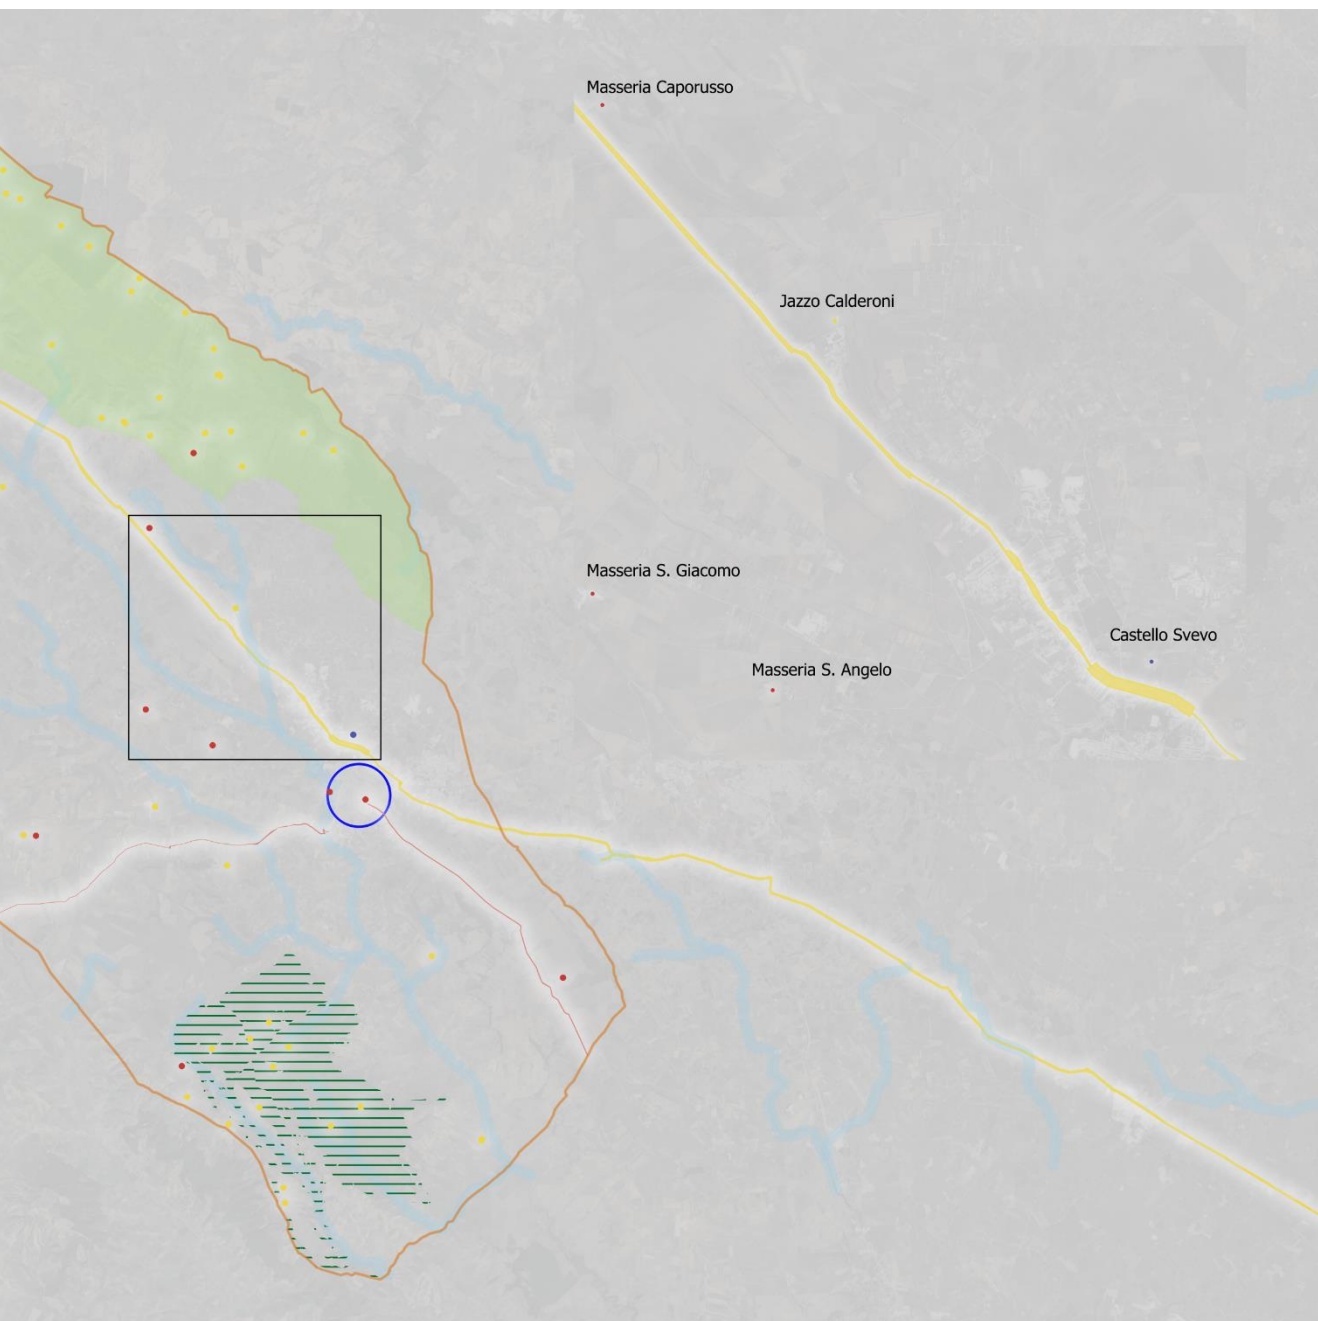 Masseria Caporusso
Jazzo Calderoni
Masseria S. Giacomo
Castello Svevo
Masseria S. Angelo